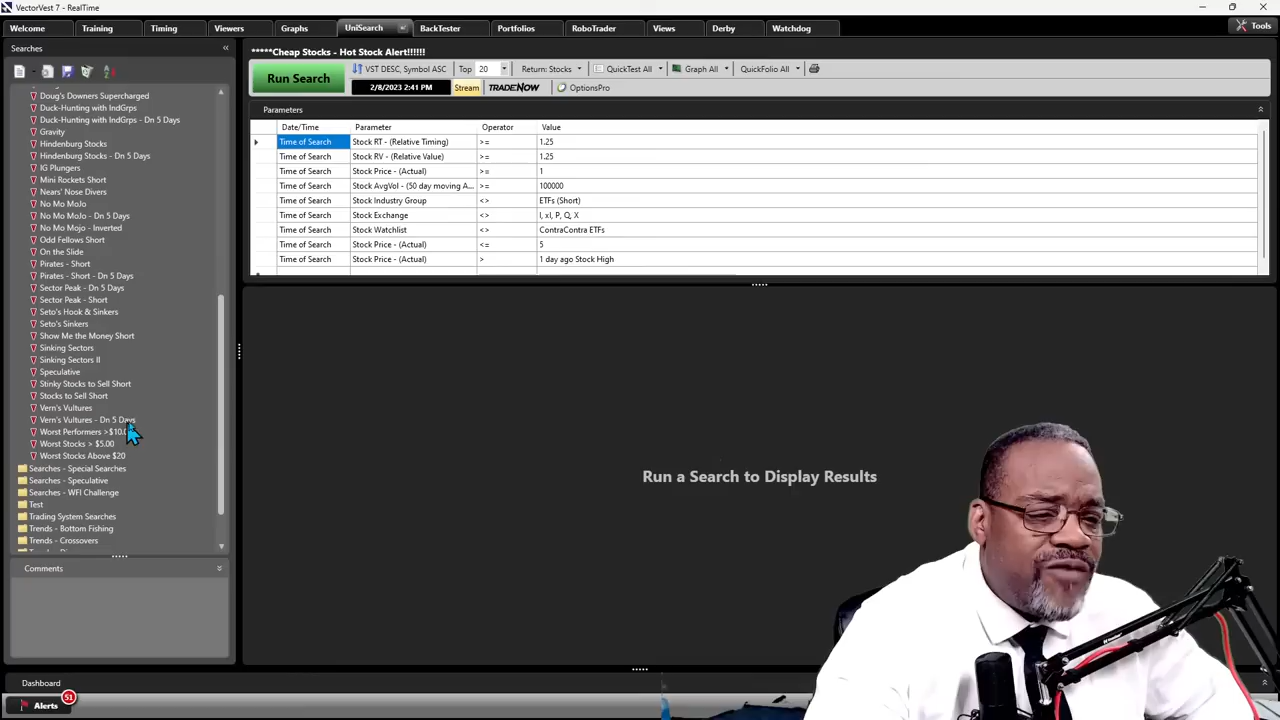 VectorVest 7 - RealTime
Welcome
Training
Timing
Viewers
Graphs
UniSearch
BackTester
Portfolios
RoboTrader
Views
Derby
Watchdog
Tools
Searches
Doug's Downers Supercharged
Duck-Hunting with IndGrps
Duck-Hunting with IndGrps - Dn 5 Days
Gravity
Hindenburg Stocks
Hindenburg Stocks - Dn 5 Days
IG Plungers
Mini Rockets Short
Nears' Nose Divers
No Mo MoJo
No Mo MoJo - Dn 5 Days
No Mo Mojo - Inverted
Odd Fellows Short
On the Slide
Pirates - Short
Pirates - Short - Dn 5 Days
Sector Peak - Dn 5 Days
Sector Peak - Short
Seto's Hook & Sinkers
Seto's Sinkers
Show Me the Money Short
Sinking Sectors
Sinking Sectors II
Speculative
Stinky Stocks to Sell Short
Stocks to Sell Short
Vern's Vultures
Vern's Vultures - Dn 5 Days
Worst Performers >$10.0
Worst Stocks > $5.00
Worst Stocks Above $20
Searches - Special Searches
Searches - Speculative
Searches - WFI Challenge
Test
Trading System Searches
Trends - Bottom Fishing
Trends - Crossovers
Comments
*****Cheap Stocks - Hot Stock Alert!!!!!!
Run Search
VST DESC, Symbol ASC
Top 20
Return: Stocks
QuickTest All
Graph All
QuickFolio All
2/8/2023 2:41 PM
Stream
TRADENOW
OptionsPro
Parameters
Date/Time Parameter Operator Value
Time of Search Stock RT - (Relative Timing) >= 1.25
Time of Search Stock RV - (Relative Value) >= 1.25
Time of Search Stock Price - (Actual) >= 1
Time of Search Stock AvgVol - (50 day moving A... >= 100000
Time of Search Stock Industry Group <> ETFs (Short)
Time of Search Stock Exchange <> I, xI, P, Q, X
Time of Search Stock Watchlist <> ContraContra ETFs
Time of Search Stock Price - (Actual) <= 5
Time of Search Stock Price - (Actual) > 1 day ago Stock High
Run a Search to Display Results
Dashboard
Alerts
51